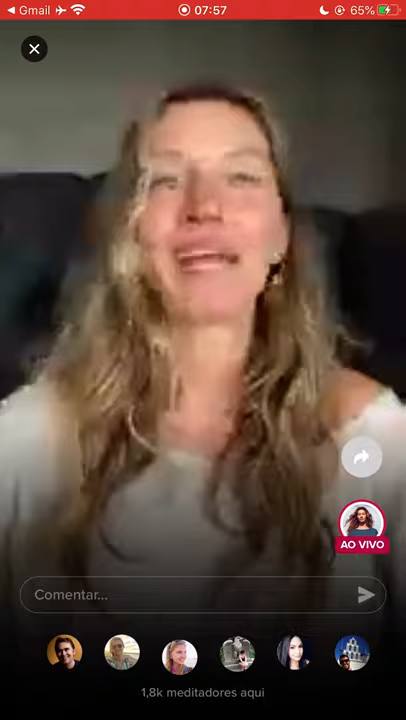 Gmail
07:57
65%
AO VIVO
Comentar...
1,8k meditadores aqui